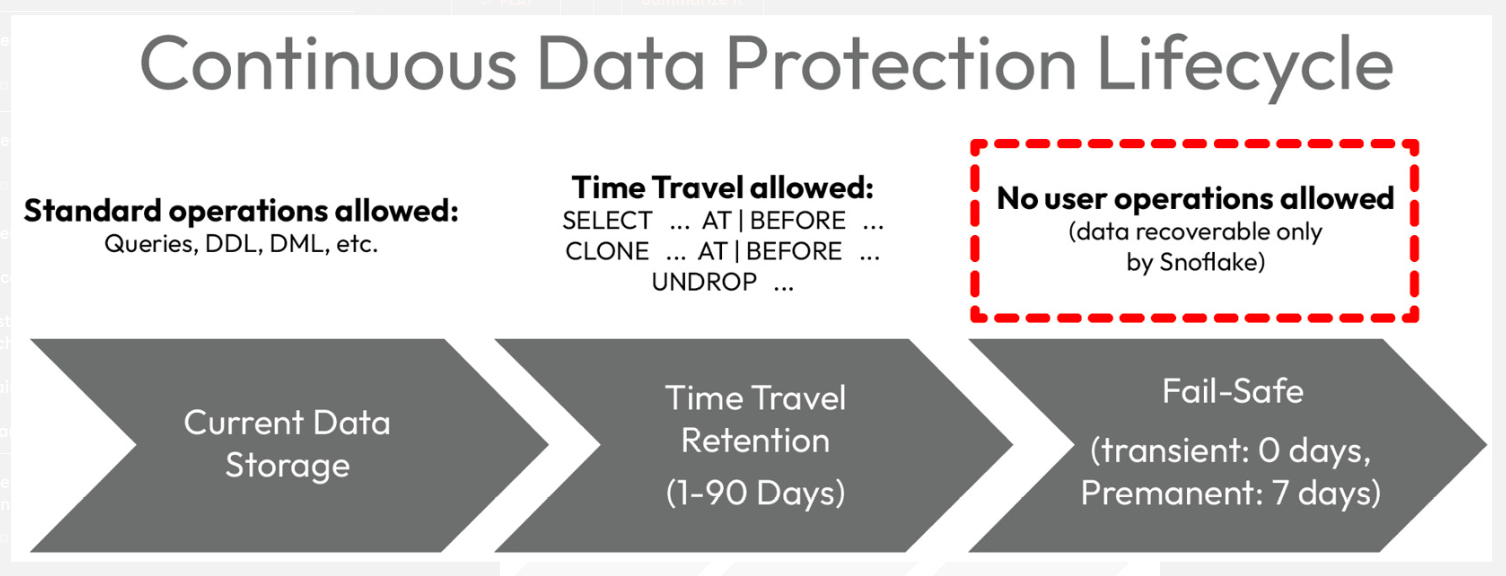 Continuous Data Protection Lifecycle
Standard operations allowed:
Queries, DDL, DML, etc.
Time Travel allowed:
SELECT ... AT | BEFORE ...
CLONE ... AT | BEFORE ...
UNDROP ...
No user operations allowed
(data recoverable only
by Snoflake)
Current Data
Storage
Time Travel
Retention
(1-90 Days)
Fail-Safe
(transient: 0 days,
Premanent: 7 days)